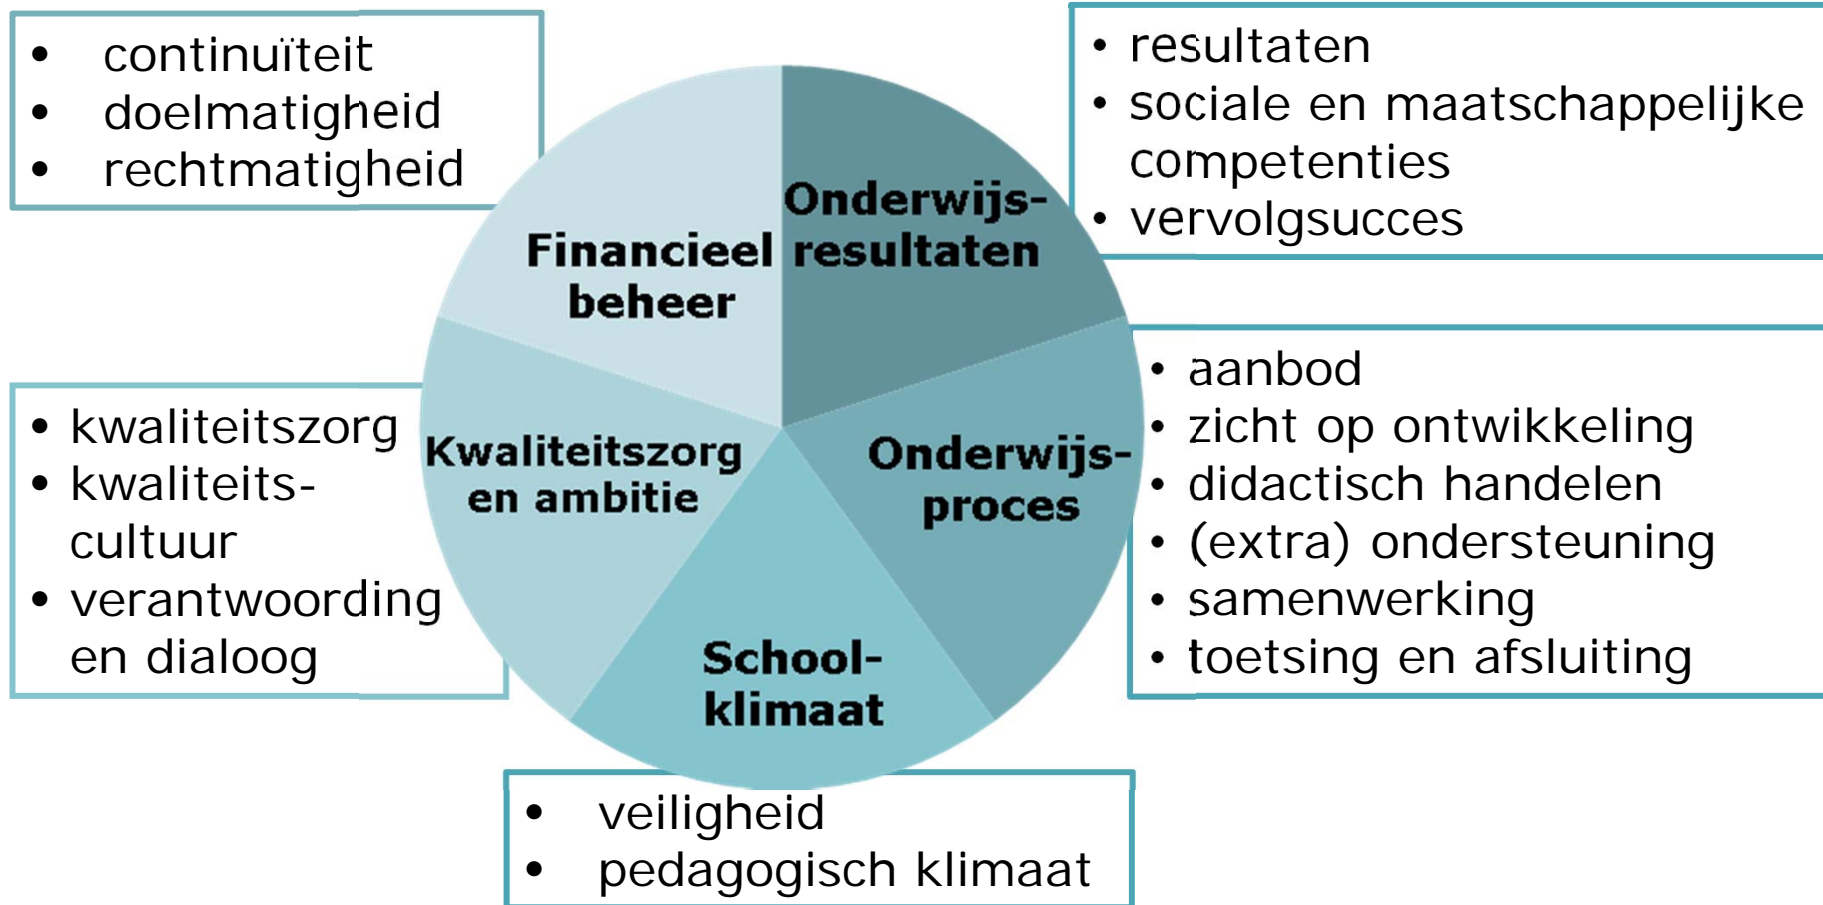 • continuïteit
• doelmatigheid
• rechtmatigheid
• resultaten
• sociale en maatschappelijke
competenties
• vervolgsucces
Onderwijs-
resultaten
Financieel
beheer
• aanbod
• zicht op ontwikkeling
• didactisch handelen
• (extra) ondersteuning
• samenwerking
• toetsing en afsluiting
Onderwijs-
proces
• kwaliteitszorg
• kwaliteits-
cultuur
• verantwoording
en dialoog
Kwaliteitszorg
en ambitie
School-
klimaat
• veiligheid
• pedagogisch klimaat